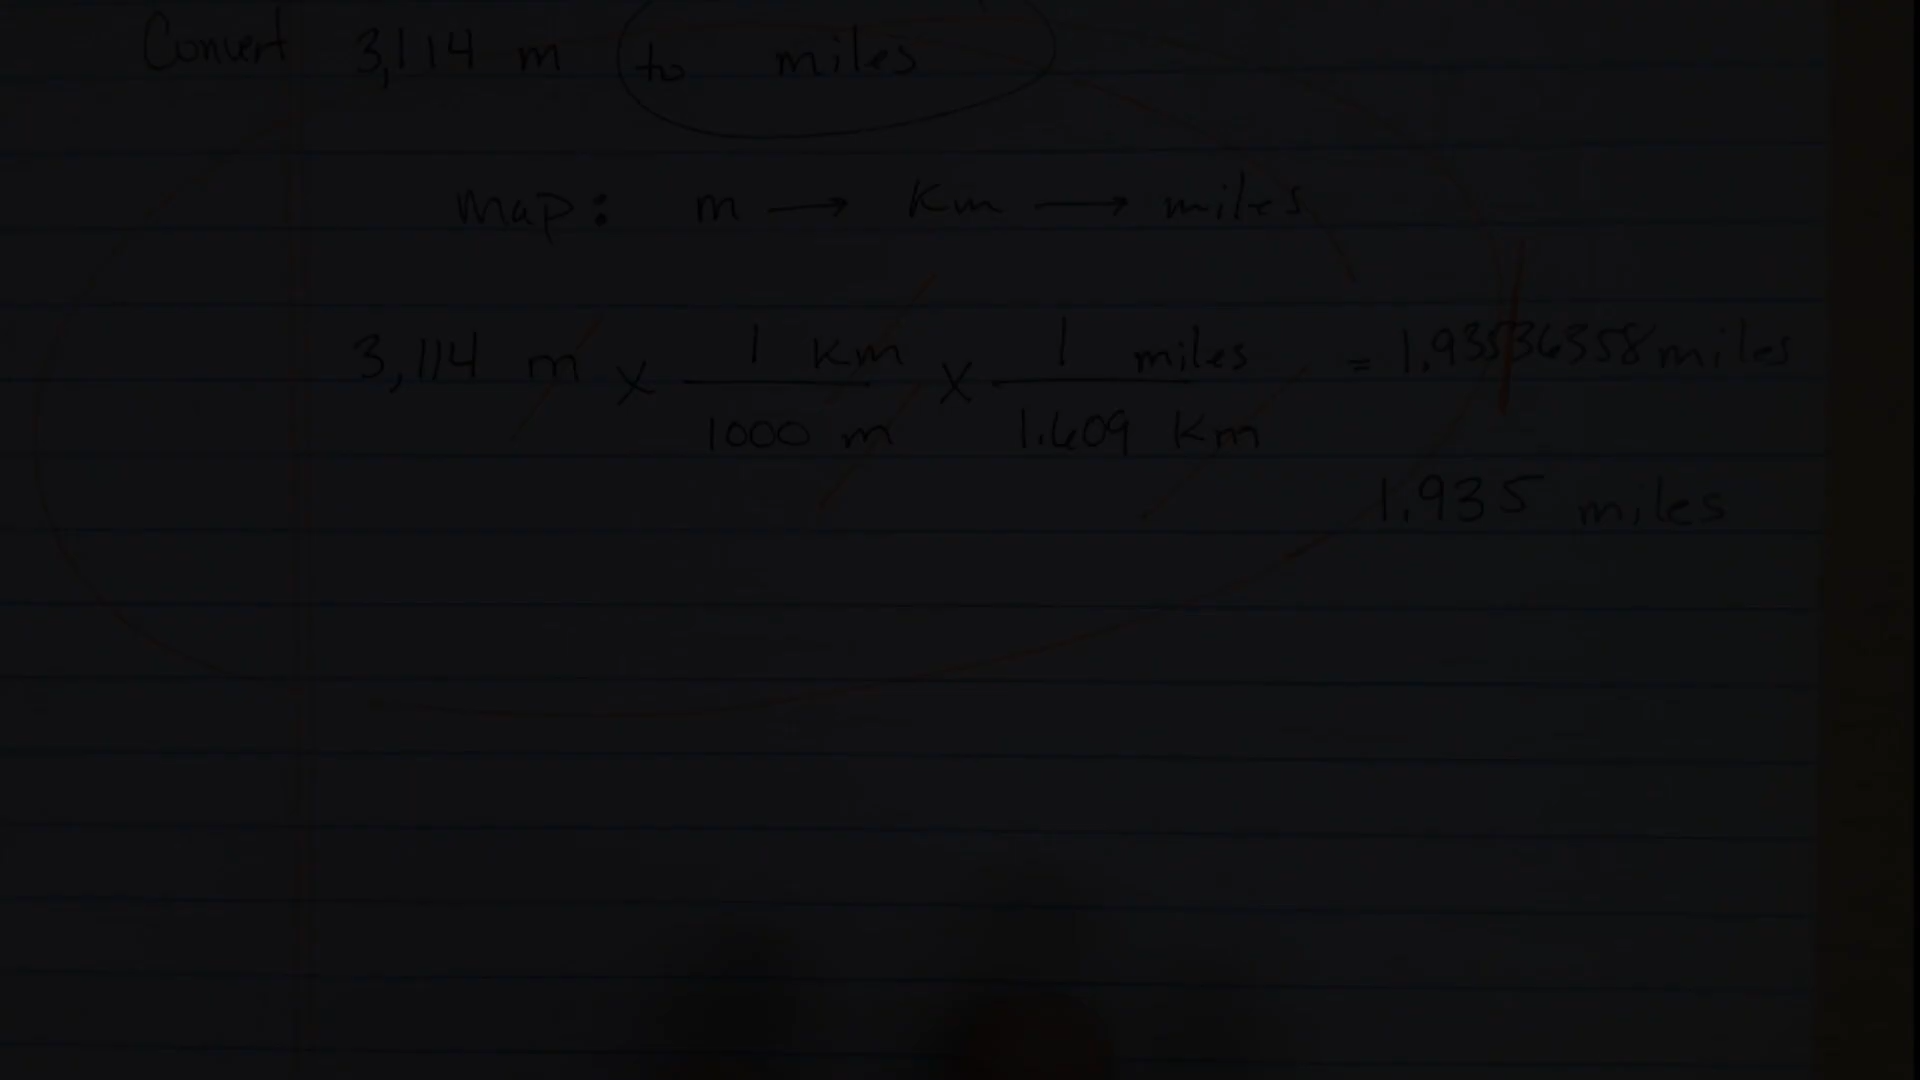 Convert 3,114 m to miles
map: m → km → miles
3,114 m x 1 km / 1000 m x 1 miles / 1.609 km = 1.93536358 miles
1.935 miles